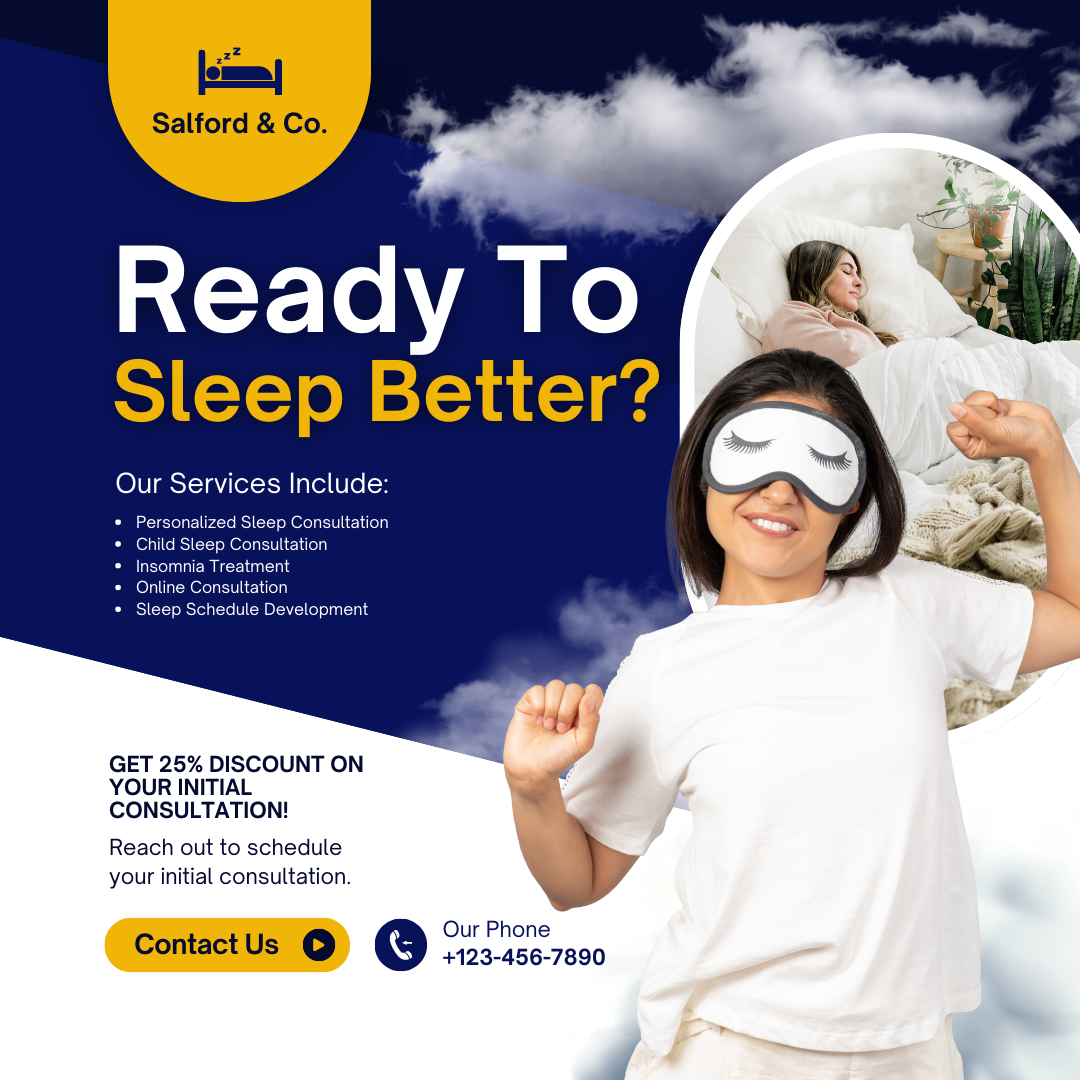 z z z
Salford & Co.
Ready To
Sleep Better?
Our Services Include:
• Personalized Sleep Consultation
• Child Sleep Consultation
• Insomnia Treatment
• Online Consultation
• Sleep Schedule Development
GET 25% DISCOUNT ON
YOUR INITIAL
CONSULTATION!
Reach out to schedule
your initial consultation.
Contact Us
Our Phone
+123-456-7890